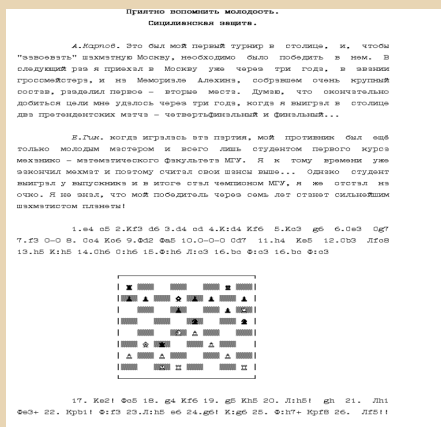 Приятно вспомнить молодость.
Сицилианская защита.
А.Карпов. Это был мой первый турнир в столице, и, чтобы
"завоевать" шахматную Москву, необходимо было победить в нем. В
следующий раз я приехал в Москву уже через три года, в звании
гроссмейстера, и на Мемориале Алехина, собравшем очень крупный
состав, разделил первое - вторые места. Думаю, что окончательно
добиться цели мне удалось через три года, когда я выиграл в столице
два претендентских матча - четвертьфинальный и финальный...
Е.Гик. когда игралась эта партия, мой противник был ещё
только молодым мастером и всего лишь студентом первого курса
механико - математического факультета МГУ. Я к тому времени уже
закончил мехмат и поэтому считал свои шансы выше... Однако студент
выиграл у выпускника и в итоге стал чемпионом МГУ, я же отстал на
очко. Я не знал, что мой победитель через семь лет станет сильнейшим
шахматистом планеты!
1.e4 c5 2.Kf3 d6 3.d4 cd 4.K:d4 Kf6 5.Kc3 g6 6.Ce3 Cg7
7.f3 O-O 8. Cc4 Kc6 9.Фd2 Фa5 10.O-O-O Cd7 11.h4 Ke5 12.Cb3 Лfc8
13.h5 K:h5 14.Ch6 C:h6 15.Ф:h6 Л:c3 16.bc Ф:c3 16.bc Ф:c3
17. Ke2! Фc5 18. g4 Kf6 19. g5 Kh5 20. Л:h5! gh 21. Лh1
Фe3+ 22. Kpb1! Ф:f3 23.Л:h5 e6 24.g6! K:g6 25. Ф:h7+ Kpf8 26. Лf5!!